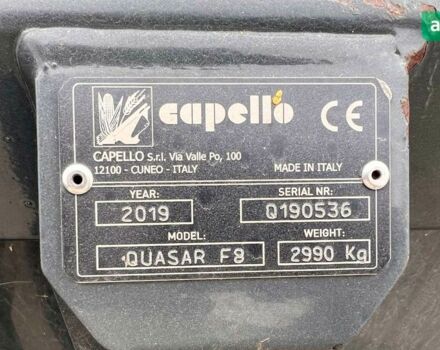 a
capello
CE
CAPELLO S.r.l. Via Valle Po, 100
12100 - CUNEO - ITALY
MADE IN ITALY
YEAR:
SERIAL NR:
2019
Q190536
MODEL:
WEIGHT:
QUASAR F8
2990 Kg